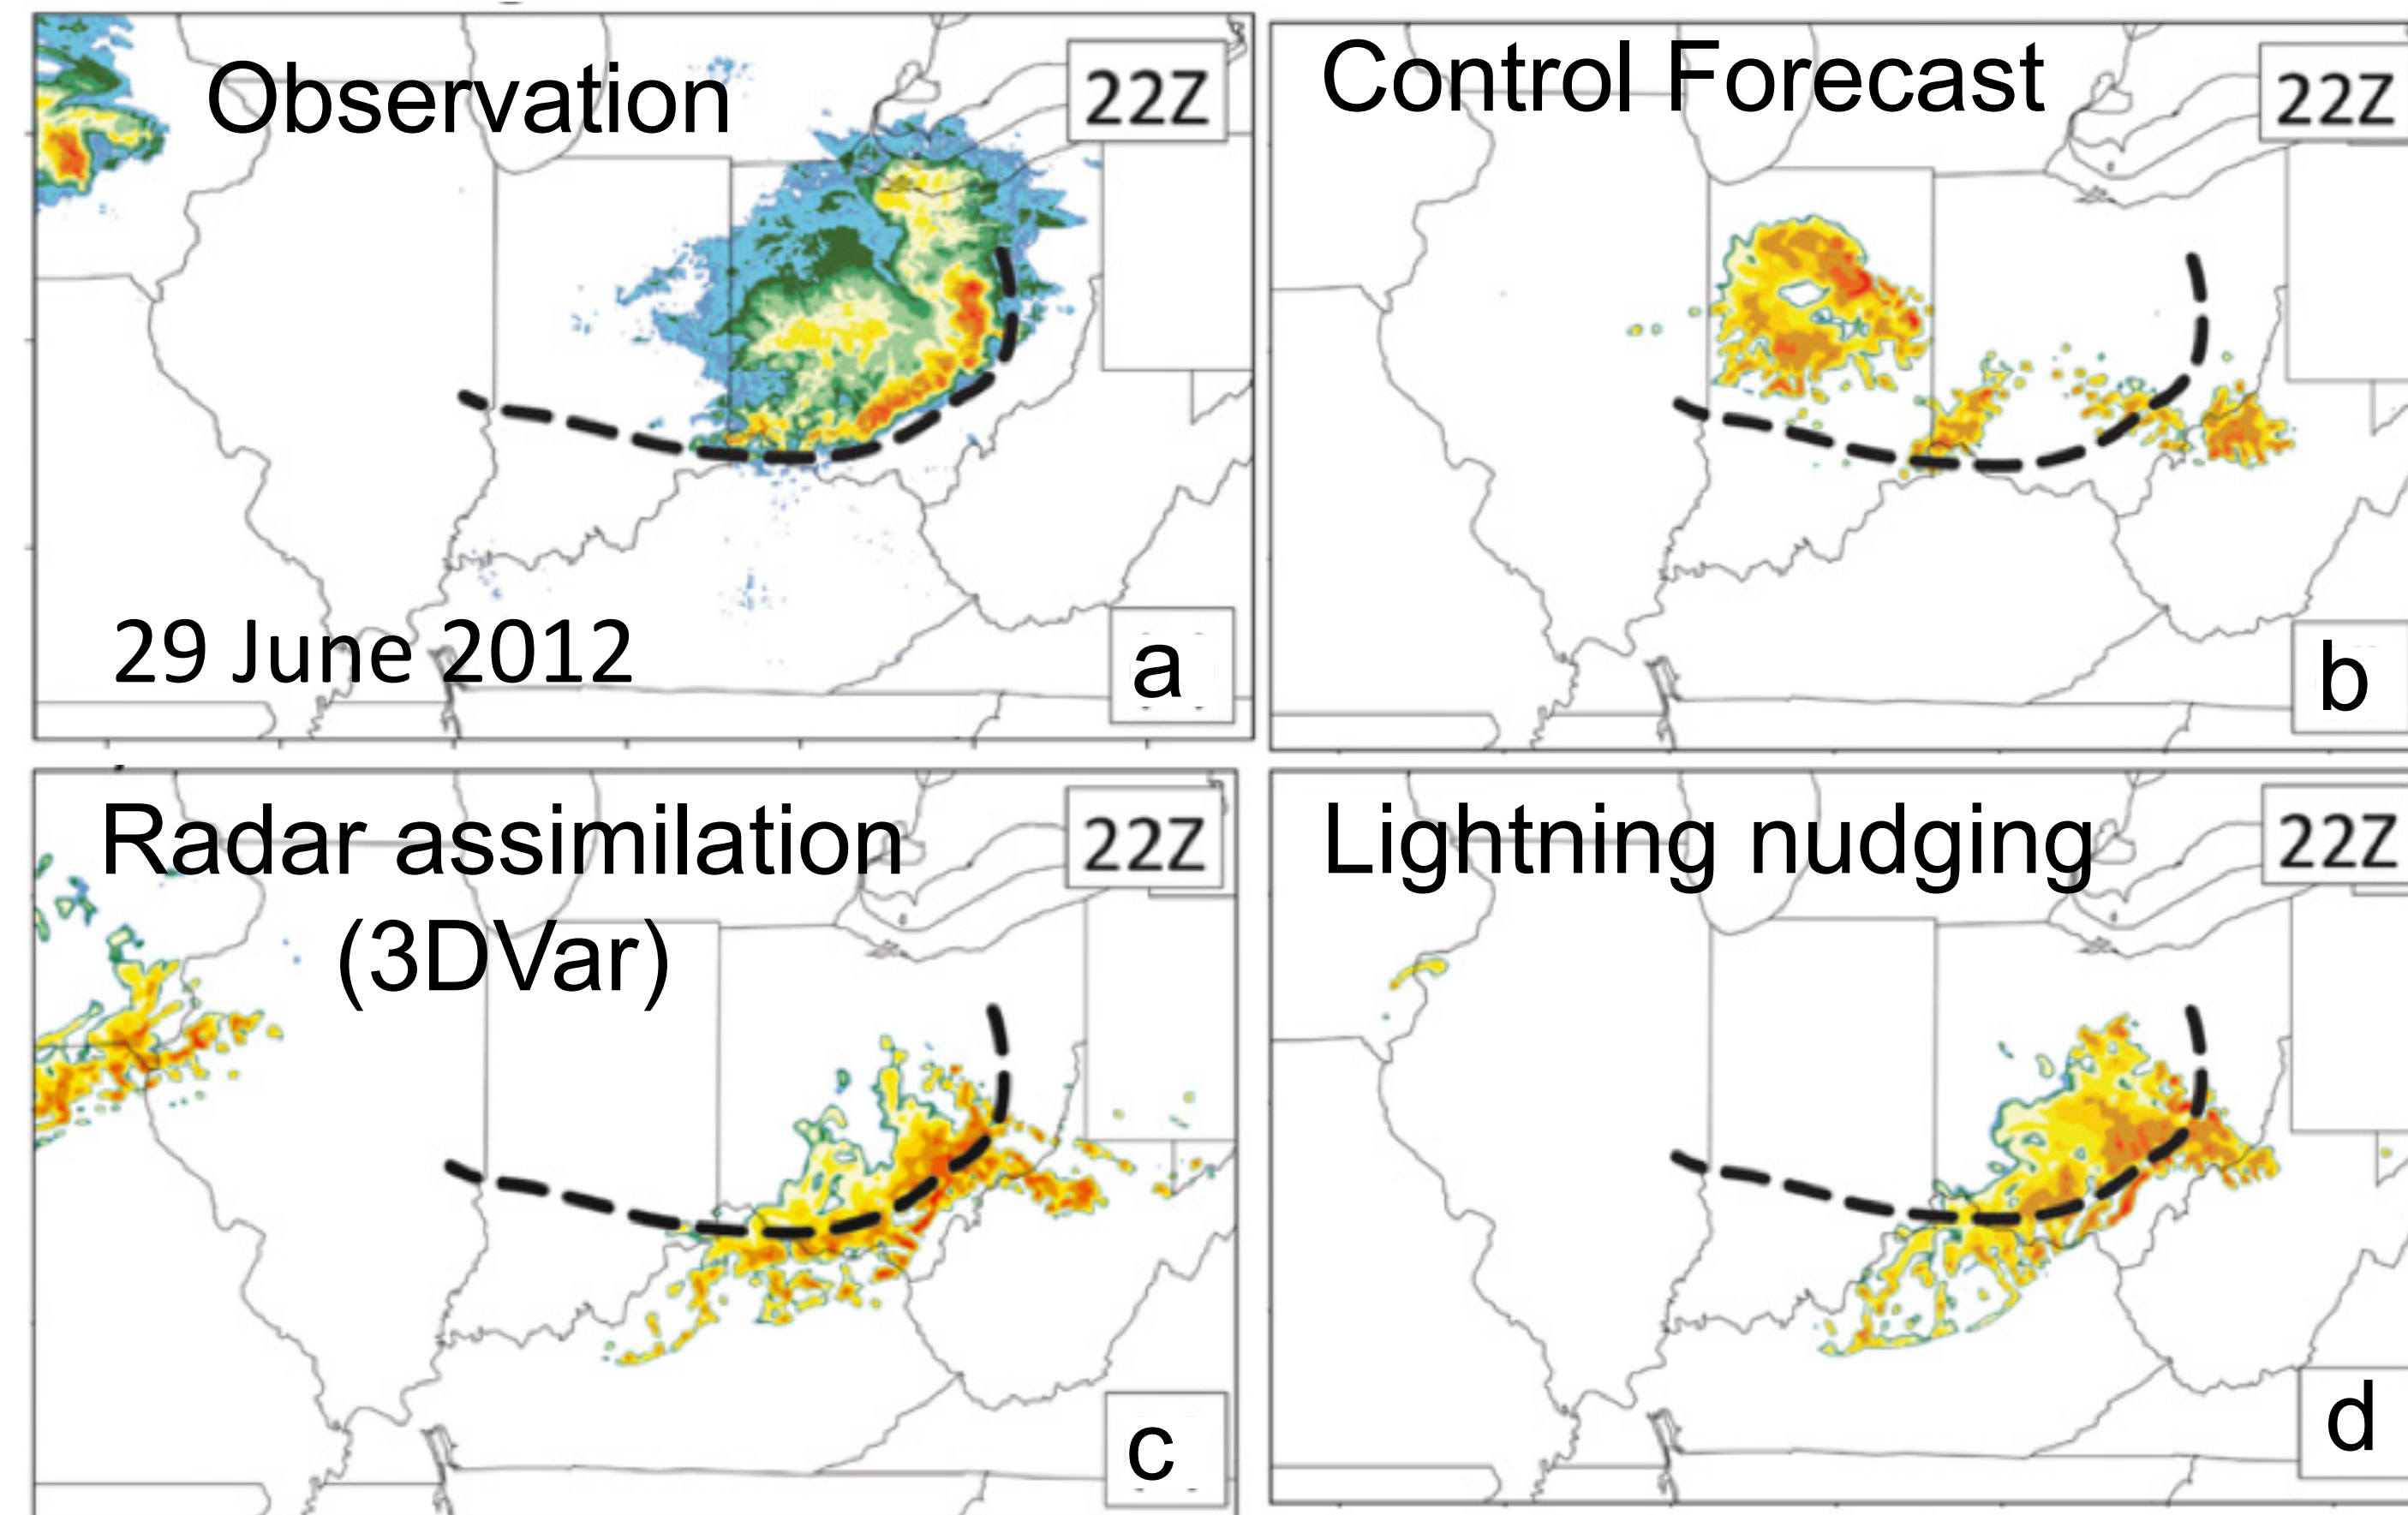 Observation
22Z
29 June 2012
a
Control Forecast
22Z
b
Radar assimilation
(3DVar)
22Z
c
Lightning nudging
22Z
d